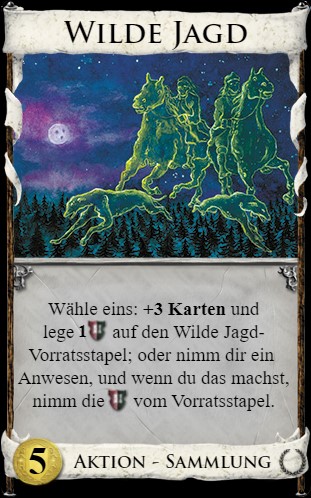 WILDE JAGD
Wähle eins: +3 Karten und
lege 1 auf den Wilde Jagd-
Vorratsstapel; oder nimm dir ein
Anwesen, und wenn du das machst,
nimm die vom Vorratsstapel.
5 AKTION - SAMMLUNG